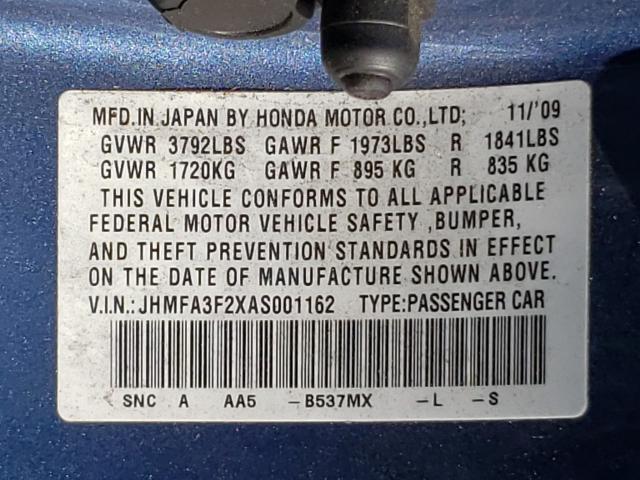 MFD.IN JAPAN BY HONDA MOTOR CO.,LTD; 11/'09
GVWR 3792LBS GAWR F 1973LBS R 1841LBS
GVWR 1720KG GAWR F 895 KG R 835 KG
THIS VEHICLE CONFORMS TO ALL APPLICABLE
FEDERAL MOTOR VEHICLE SAFETY ,BUMPER,
AND THEFT PREVENTION STANDARDS IN EFFECT
ON THE DATE OF MANUFACTURE SHOWN ABOVE.
V.I.N.:JHMFA3F2XAS001162 TYPE:PASSENGER CAR
SNC A AA5 -B537MX -L -S